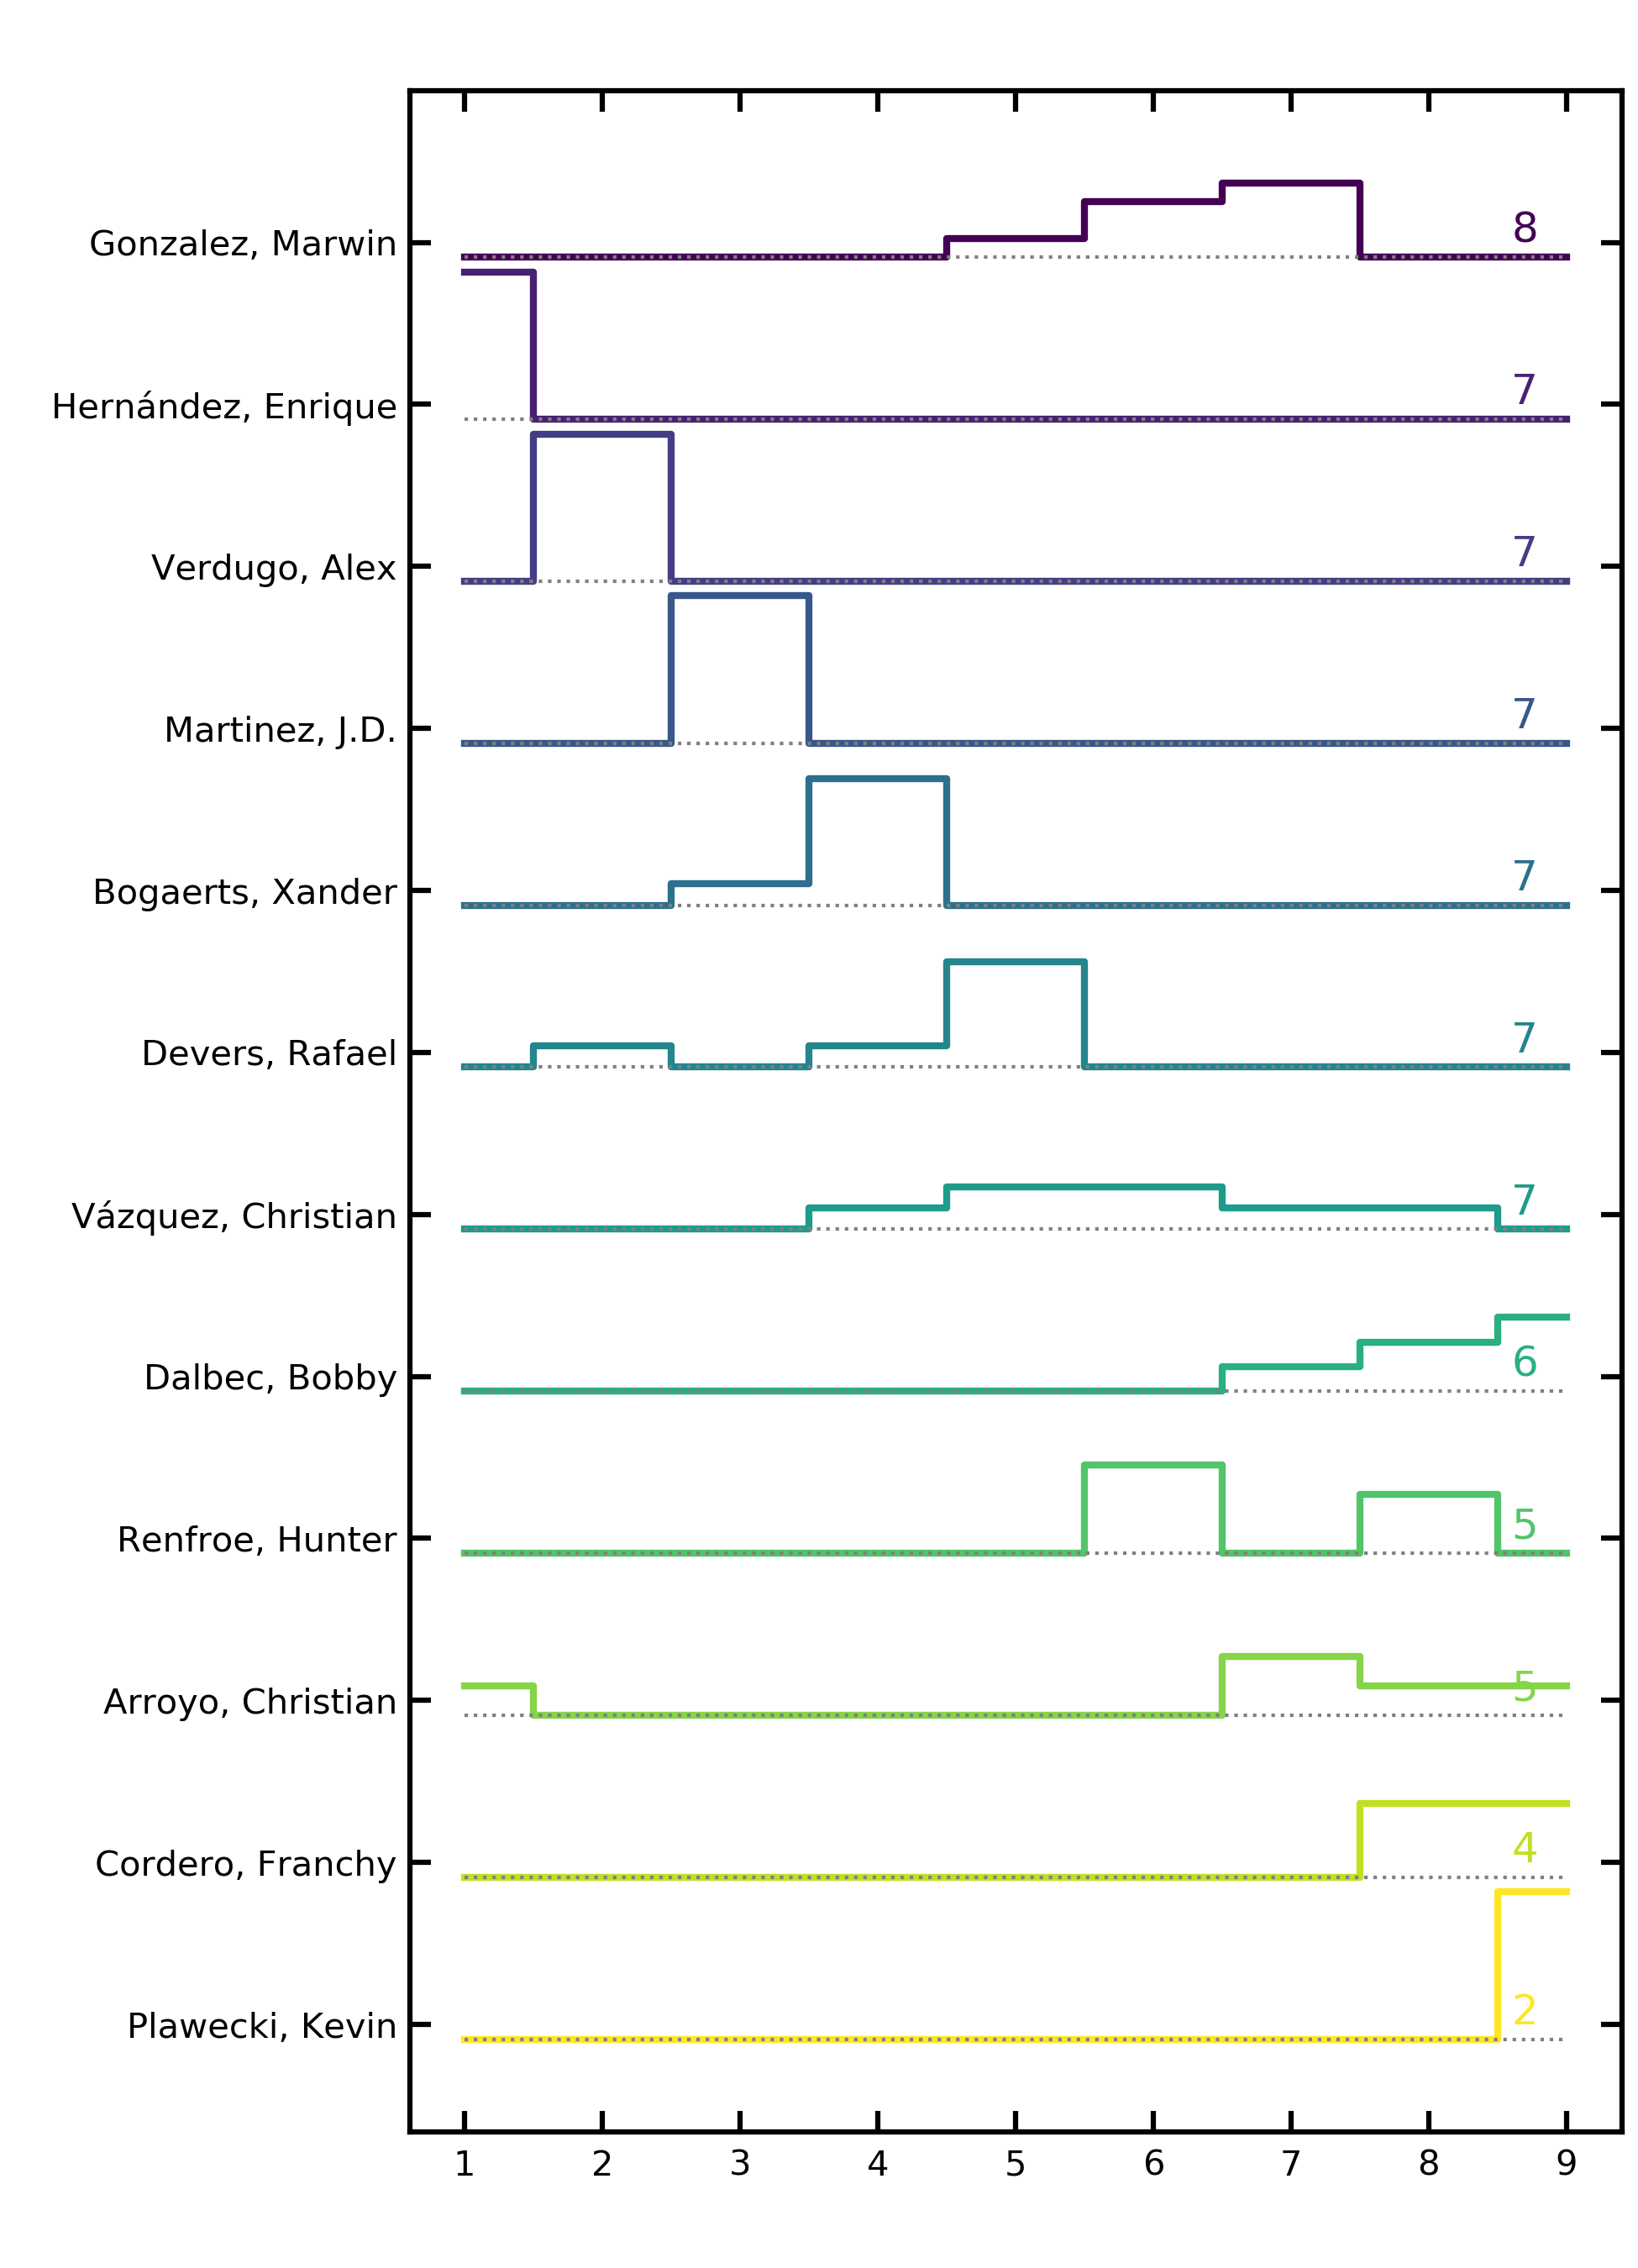 Gonzalez, Marwin 8
Hernández, Enrique 7
Verdugo, Alex 7
Martinez, J.D. 7
Bogaerts, Xander 7
Devers, Rafael 7
Vázquez, Christian 7
Dalbec, Bobby 6
Renfroe, Hunter 5
Arroyo, Christian 5
Cordero, Franchy 4
Plawecki, Kevin 2
1 2 3 4 5 6 7 8 9